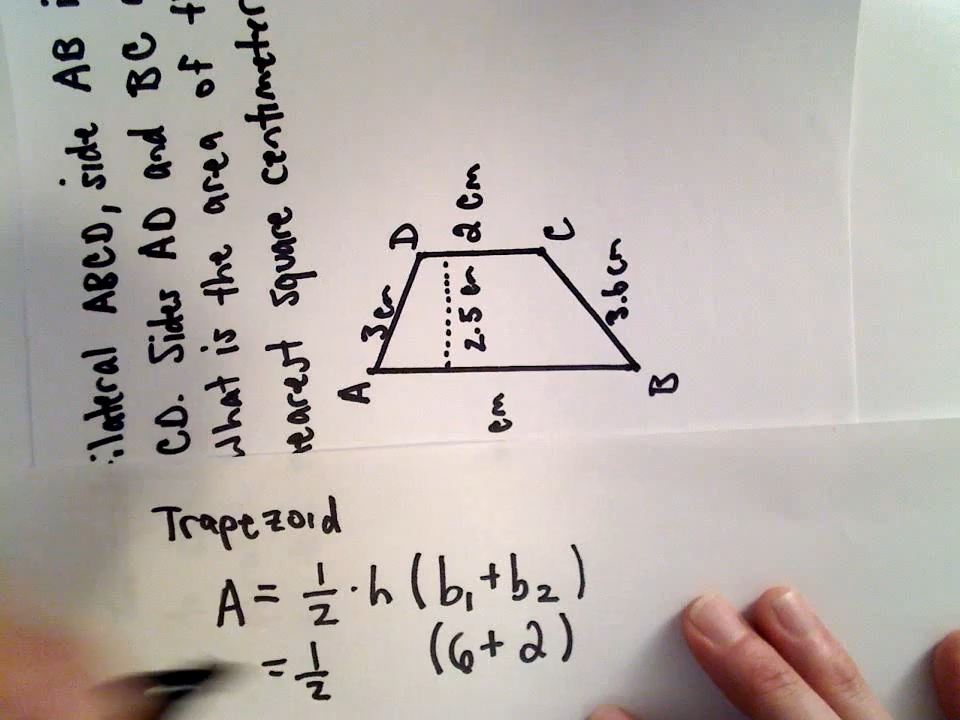 lateral ABCD, side AB
CD. Sides AD and BC
what is the area of
nearest square centimeter
D
2 cm
C
3 cm
2.5 cm
3.6 cm
A
B
cm
Trapezoid
A = 1/2 · h (b₁ + b₂)
= 1/2 (6 + 2)